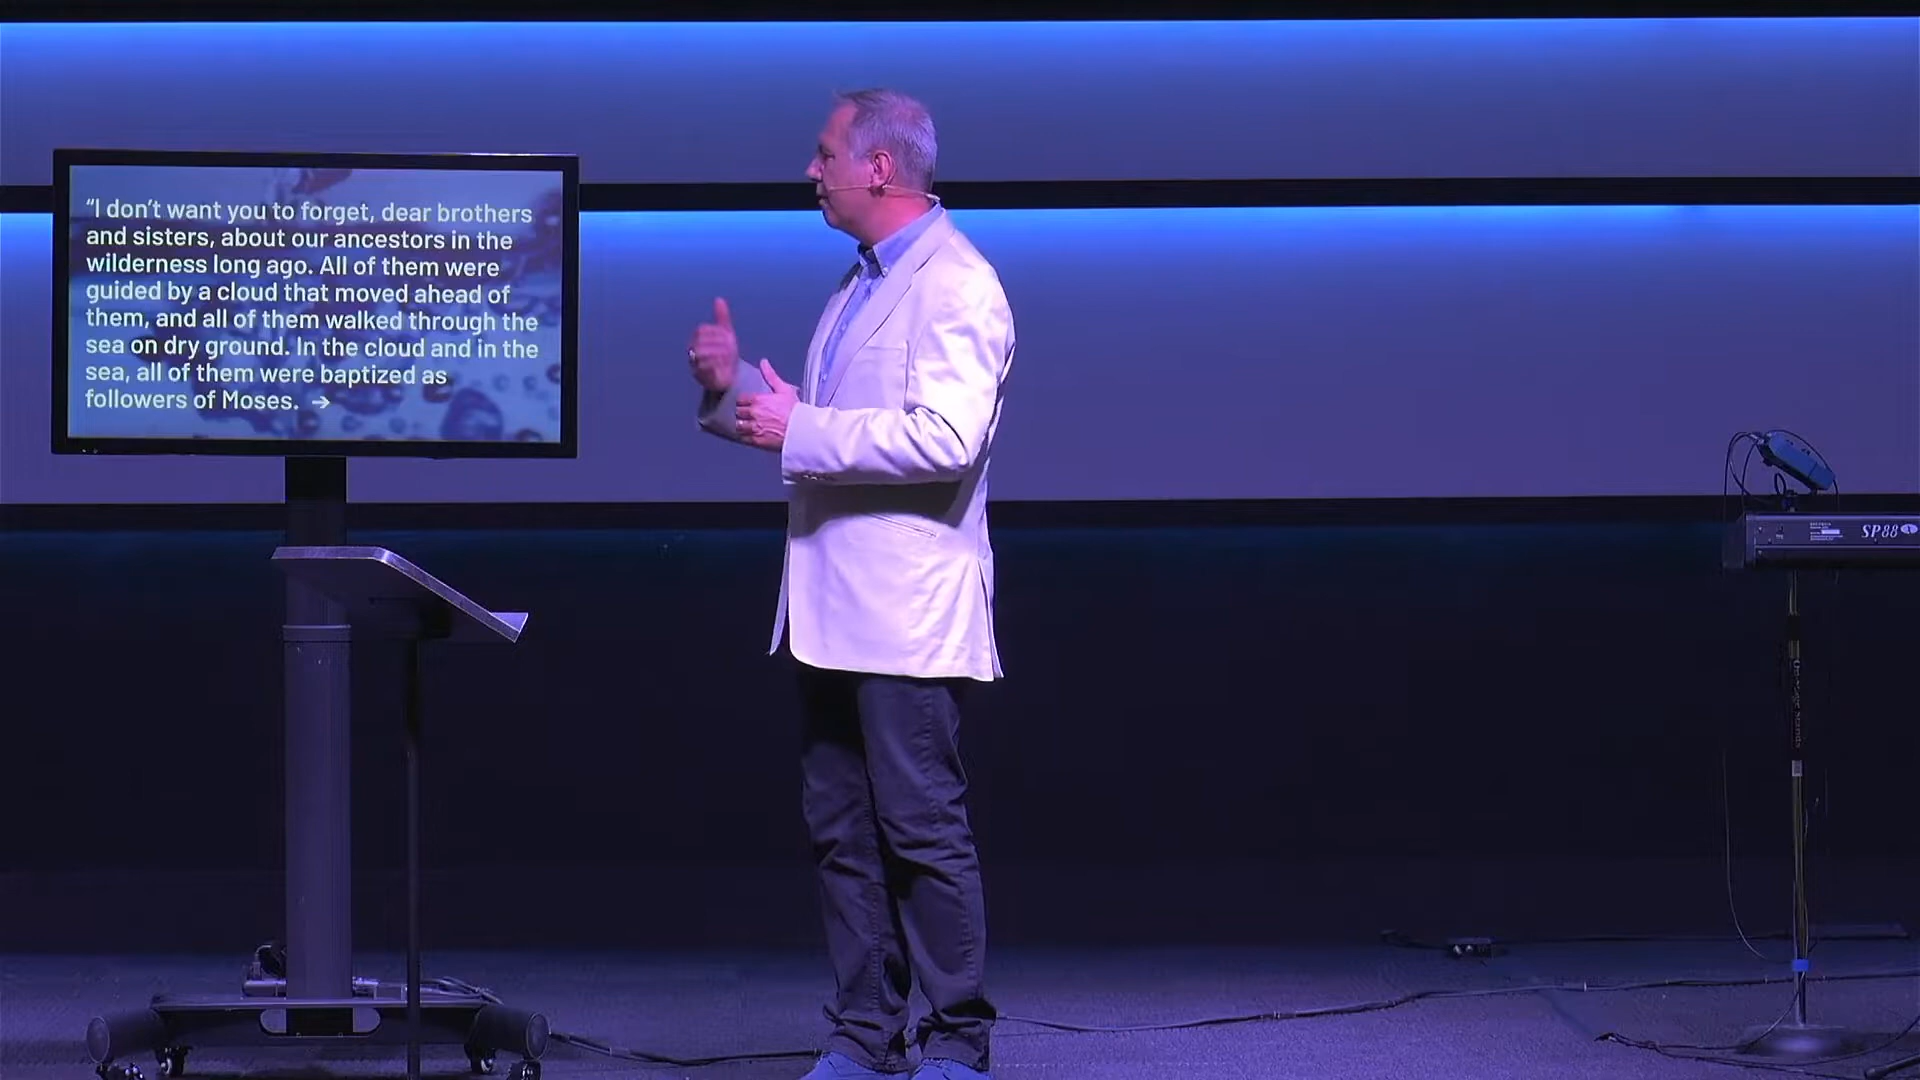 “I don’t want you to forget, dear brothers
and sisters, about our ancestors in the
wilderness long ago. All of them were
guided by a cloud that moved ahead of
them, and all of them walked through the
sea on dry ground. In the cloud and in the
sea, all of them were baptized as
followers of Moses. →
SP88